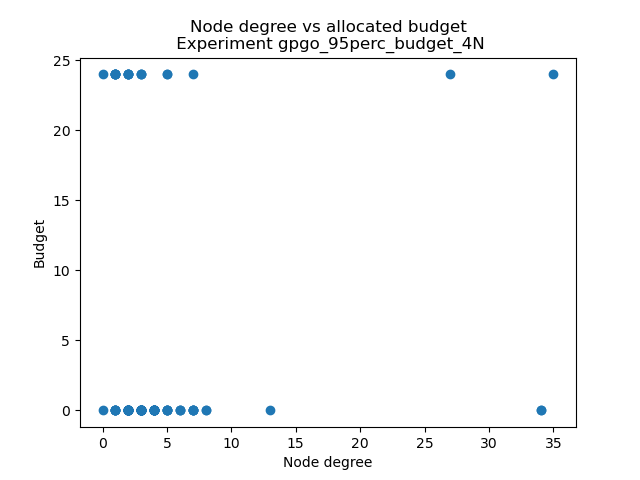 Node degree vs allocated budget
Experiment gpgo_95perc_budget_4N
25
20
15
10
5
0
Budget
0 5 10 15 20 25 30 35
Node degree